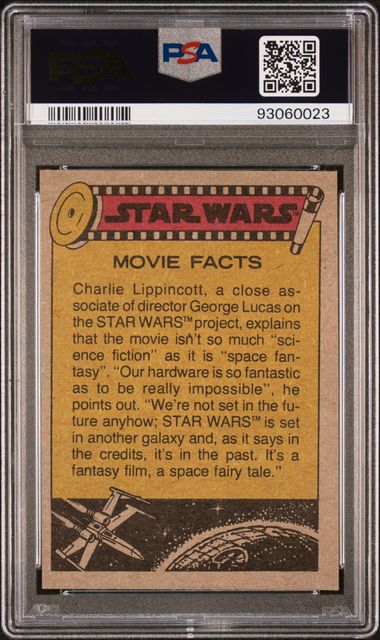 PSA
PSA
93060023
STAR WARS
MOVIE FACTS
Charlie Lippincott, a close as-
sociate of director George Lucas on
the STAR WARS™ project, explains
that the movie isn't so much "sci-
ence fiction" as it is "space fan-
tasy". "Our hardware is so fantastic
as to be really impossible", he
points out. "We're not set in the fu-
ture anyhow; STAR WARS™ is set
in another galaxy and, as it says in
the credits, it's in the past. It's a
fantasy film, a space fairy tale."
PSA